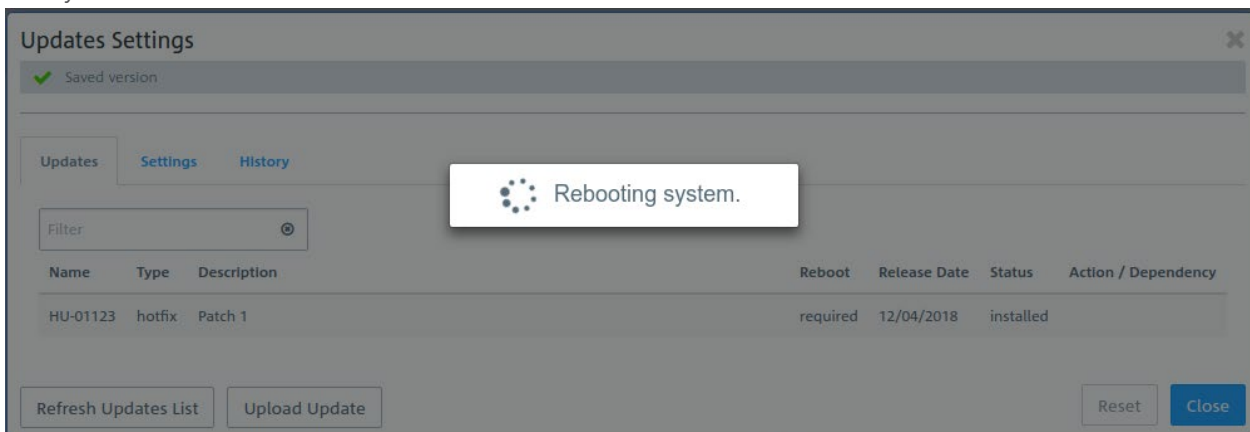 Updates Settings
Saved version
Updates Settings History
Rebooting system.
Filter
Name Type Description Reboot Release Date Status Action / Dependency
HU-01123 hotfix Patch 1 required 12/04/2018 installed
Refresh Updates List Upload Update Reset Close